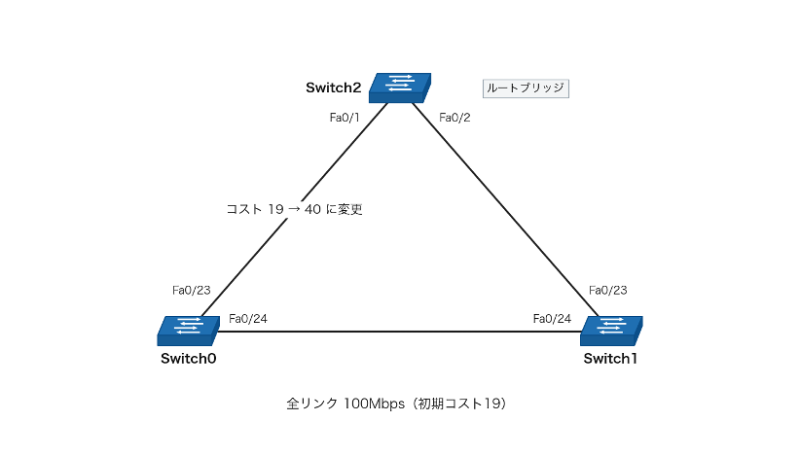 Switch2
ルートブリッジ
Fa0/1
Fa0/2
コスト 19 → 40 に変更
Fa0/23
Fa0/23
Fa0/24
Fa0/24
Switch0
Switch1
全リンク 100Mbps（初期コスト19）